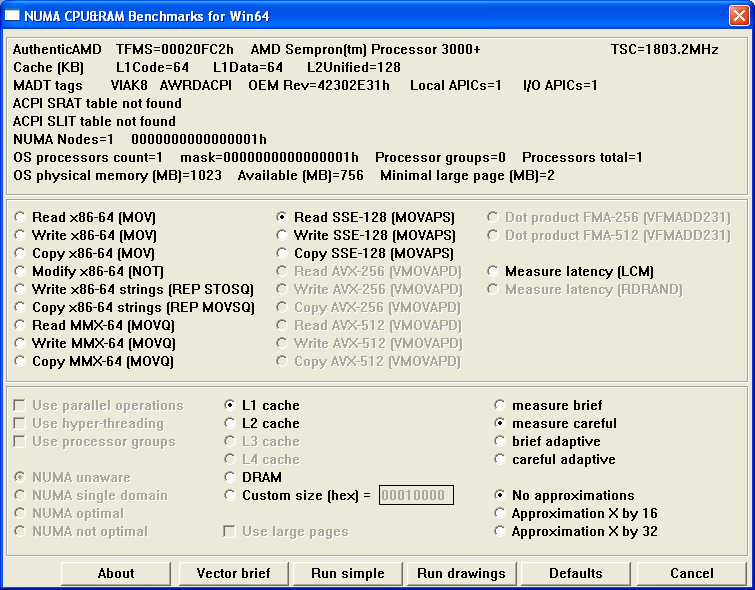 NUMA CPU&RAM Benchmarks for Win64
AuthenticAMD TFMS=00020FC2h AMD Sempron(tm) Processor 3000+ TSC=1803.2MHz
Cache (KB) L1Code=64 L1Data=64 L2Unified=128
MADT tags VIAK8 AWRDACPI OEM Rev=42302E31h Local APICs=1 I/O APICs=1
ACPI SRAT table not found
ACPI SLIT table not found
NUMA Nodes=1 0000000000000001h
OS processors count=1 mask=0000000000000001h Processor groups=0 Processors total=1
OS physical memory (MB)=1023 Available (MB)=756 Minimal large page (MB)=2
Read x86-64 (MOV)
Write x86-64 (MOV)
Copy x86-64 (MOV)
Modify x86-64 (NOT)
Write x86-64 strings (REP STOSQ)
Copy x86-64 strings (REP MOVSQ)
Read MMX-64 (MOVQ)
Write MMX-64 (MOVQ)
Copy MMX-64 (MOVQ)
Read SSE-128 (MOVAPS)
Write SSE-128 (MOVAPS)
Copy SSE-128 (MOVAPS)
Read AVX-256 (VMOVAPD)
Write AVX-256 (VMOVAPD)
Copy AVX-256 (VMOVAPD)
Read AVX-512 (VMOVAPD)
Write AVX-512 (VMOVAPD)
Copy AVX-512 (VMOVAPD)
Dot product FMA-256 (VFMADD231)
Dot product FMA-512 (VFMADD231)
Measure latency (LCM)
Measure latency (RDRAND)
Use parallel operations
Use hyper-threading
Use processor groups
NUMA unaware
NUMA single domain
NUMA optimal
NUMA not optimal
L1 cache
L2 cache
L3 cache
L4 cache
DRAM
Custom size (hex) = 00010000
Use large pages
measure brief
measure careful
brief adaptive
careful adaptive
No approximations
Approximation X by 16
Approximation X by 32
About Vector brief Run simple Run drawings Defaults Cancel